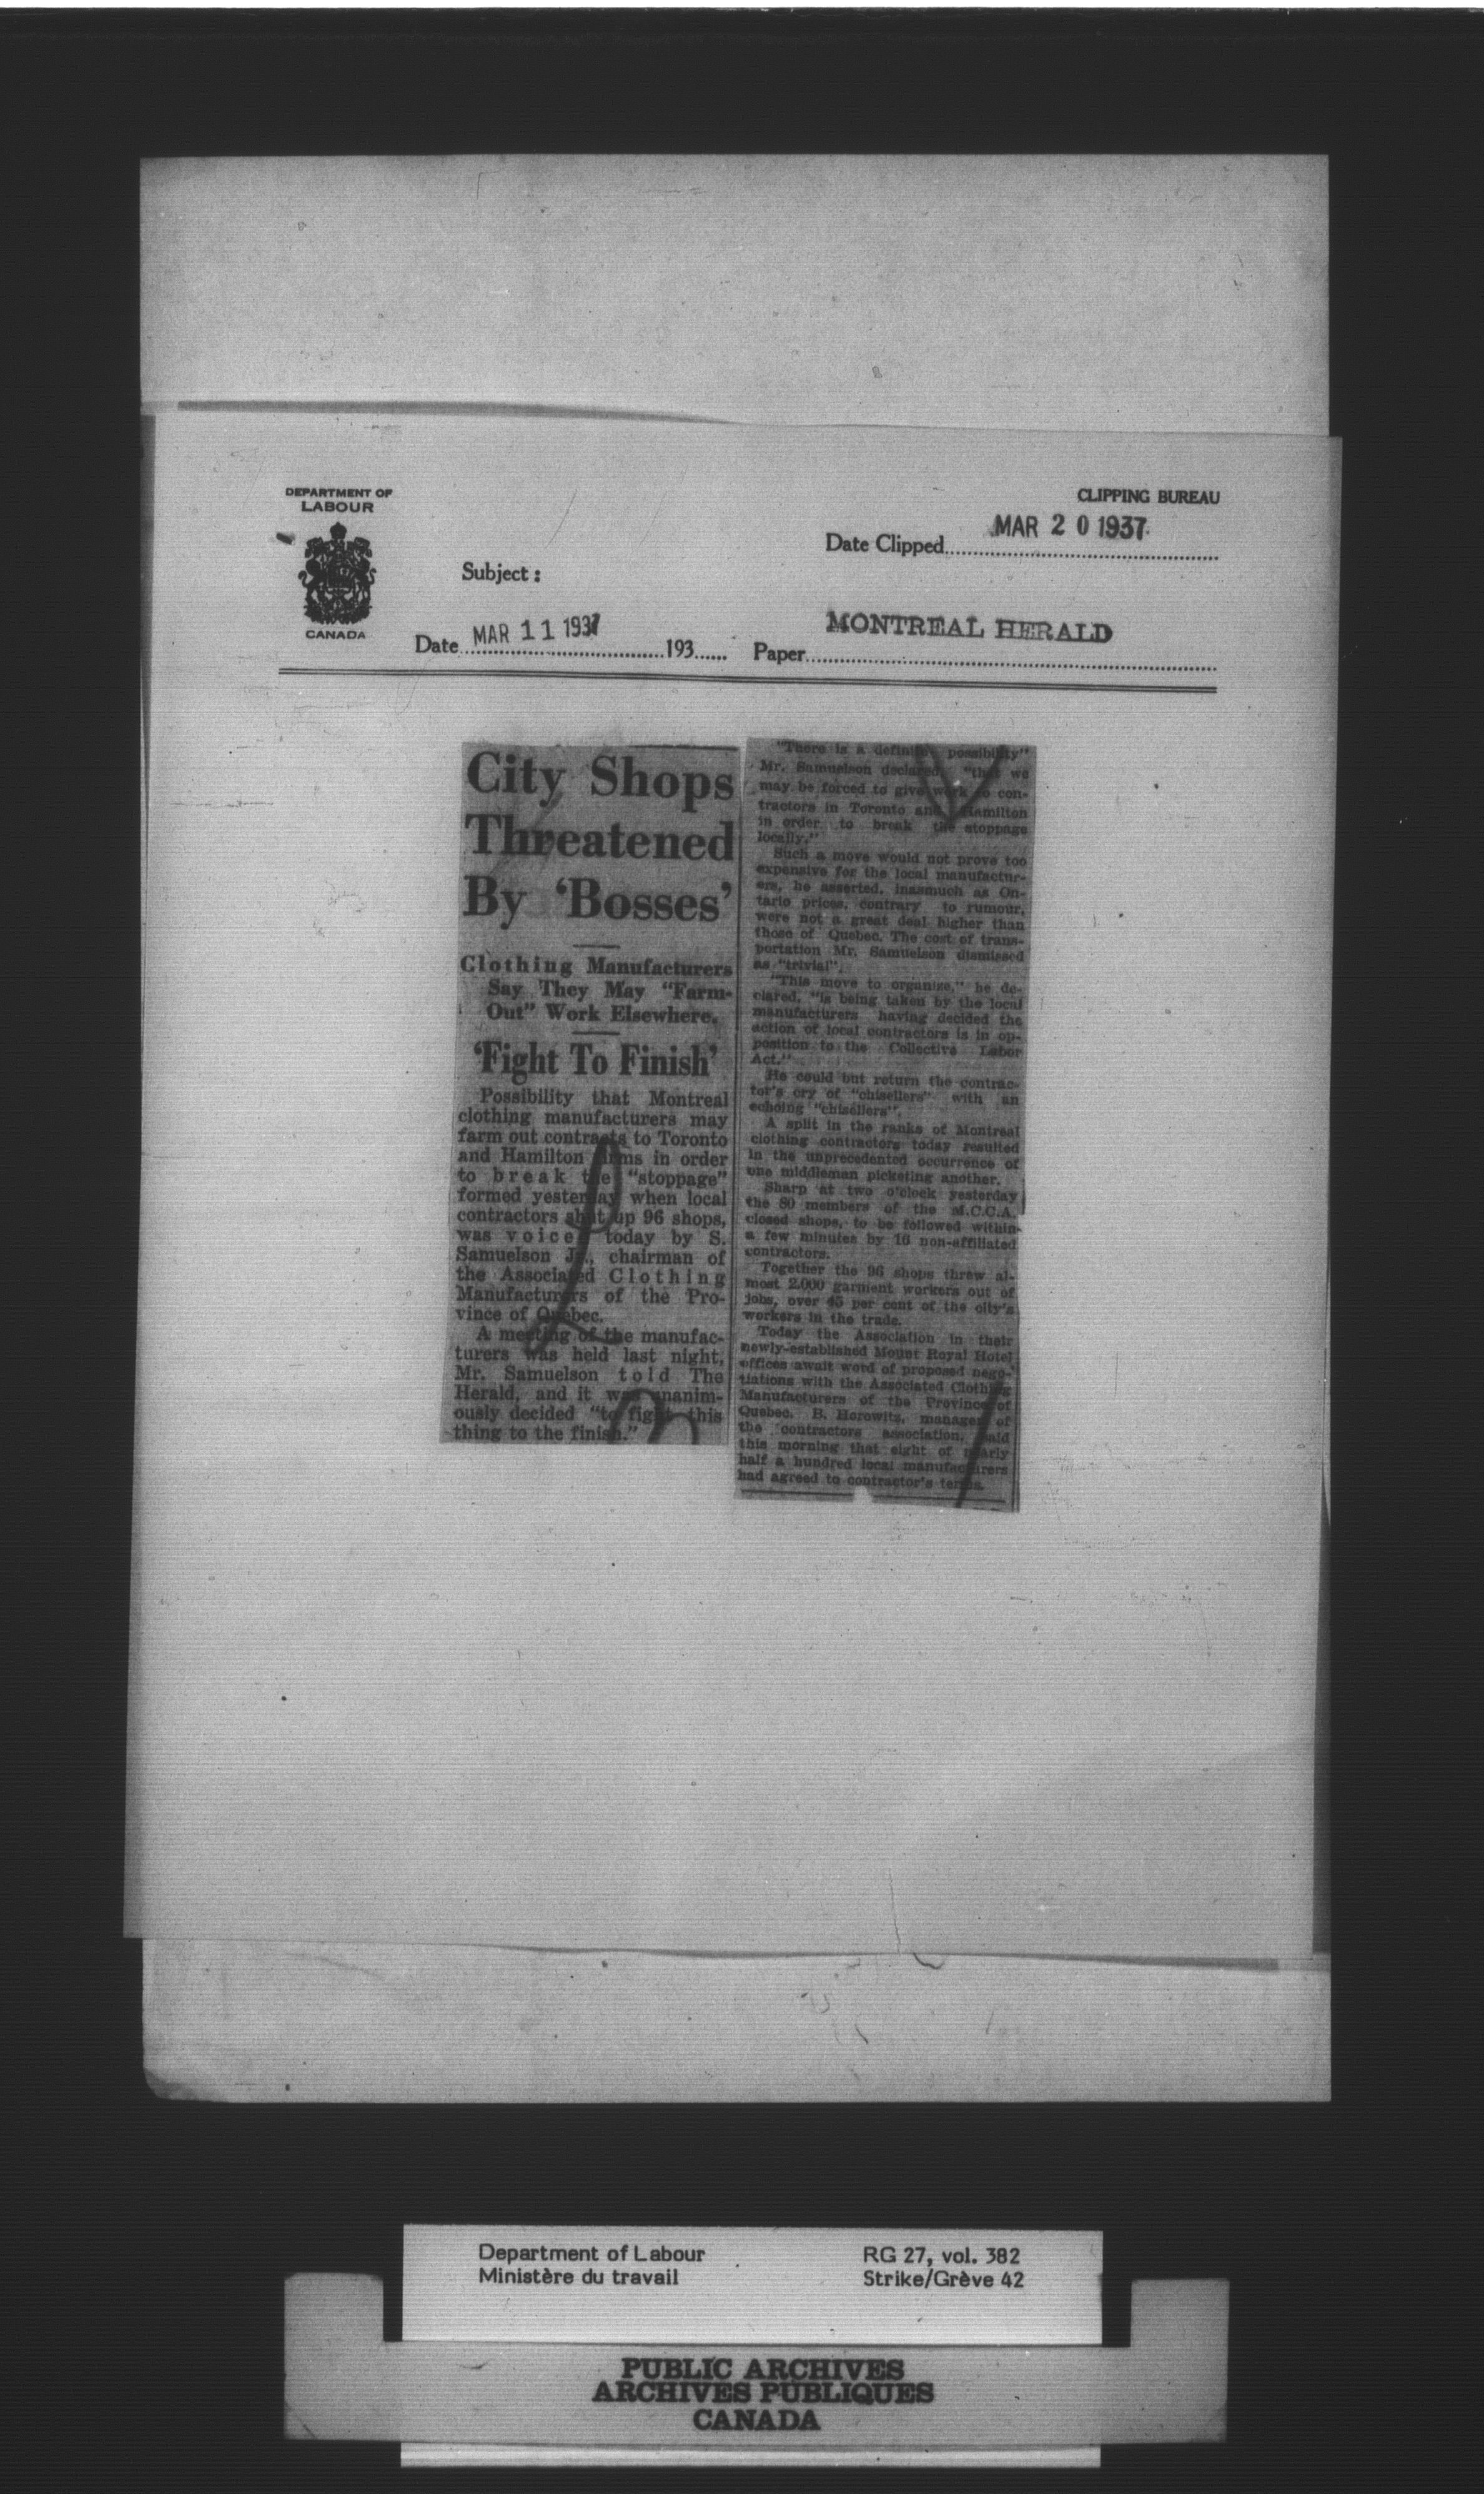 DEPARTMENT OF
LABOUR
CANADA
CLIPPING BUREAU
Date Clipped MAR 20 1937
Subject :
Date MAR 11 1937 193
Paper MONTREAL HERALD
City Shops
Threatened
By 'Bosses'
Clothing Manufacturers
Say They May "Farm-
Out" Work Elsewhere.
'Fight To Finish'
Possibility that Montreal
clothing manufacturers may
farm out contracts to Toronto
and Hamilton firms in order
to break the "stoppage"
formed yesterday when local
contractors shut up 96 shops,
was voiced today by S.
Samuelson Jr., chairman of
the Associated Clothing
Manufacturers of the Pro-
vince of Quebec.
A meeting of the manufac-
turers was held last night,
Mr. Samuelson told The
Herald, and it was unanim-
ously decided "to fight this
thing to the finish."
"There is a definite possibility"
Mr. Samuelson declared, "that we
may be forced to give work to con-
tractors in Toronto and Hamilton
in order to break the stoppage
locally."
Such a move would not prove too
expensive for the local manufactur-
ers, he asserted, inasmuch as On-
tario prices, contrary to rumour,
were not a great deal higher than
those of Quebec. The cost of trans-
portation Mr. Samuelson dismissed
as "trivial".
"This move to organize," he de-
clared, "is being taken by the local
manufacturers having decided the
action of local contractors is in op-
position to the Collective Labor
Act."
He could but return the contrac-
tor's cry of "chisellers" with an
echoing "chisellers".
A split in the ranks of Montreal
clothing contractors today resulted
in the unprecedented occurrence of
one middleman picketing another.
Sharp at two o'clock yesterday
the 80 members of the M.C.C.A.
closed shops, to be followed within
a few minutes by 16 non-affiliated
contractors.
Together the 96 shops threw al-
most 2,000 garment workers out of
jobs, over 45 per cent of the city's
workers in the trade.
Today the Association in their
newly-established Mount Royal Hotel
offices await word of proposed nego-
tiations with the Associated Clothing
Manufacturers of the Province of
Quebec. B. Horowitz, manager of
the contractors association, said
this morning that eight of nearly
half a hundred local manufacturers
had agreed to contractor's terms.
Department of Labour
Ministère du travail
RG 27, vol. 382
Strike/Grève 42
PUBLIC ARCHIVES
ARCHIVES PUBLIQUES
CANADA